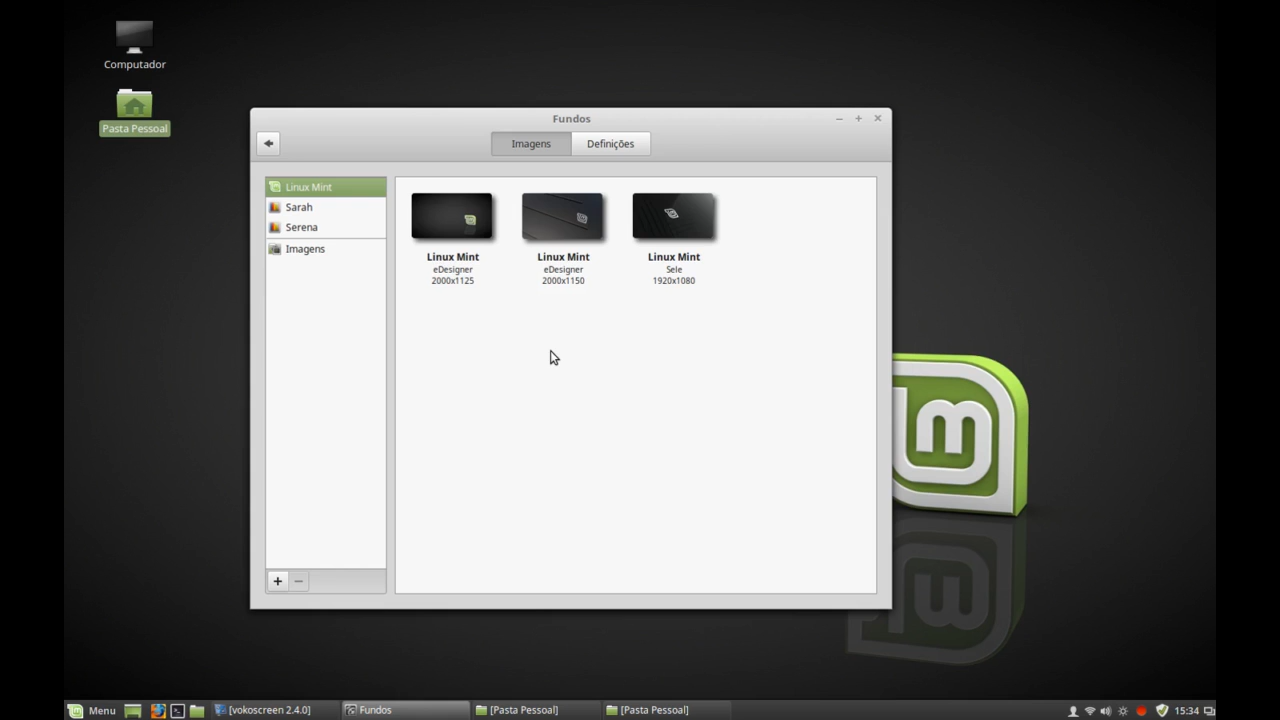 Computador
Pasta Pessoal
Fundos
Imagens
Definições
Linux Mint
Sarah
Serena
Imagens
Linux Mint
eDesigner
2000x1125
Linux Mint
eDesigner
2000x1150
Linux Mint
Sele
1920x1080
Menu
[vokoscreen 2.4.0]
Fundos
[Pasta Pessoal]
[Pasta Pessoal]
15:34